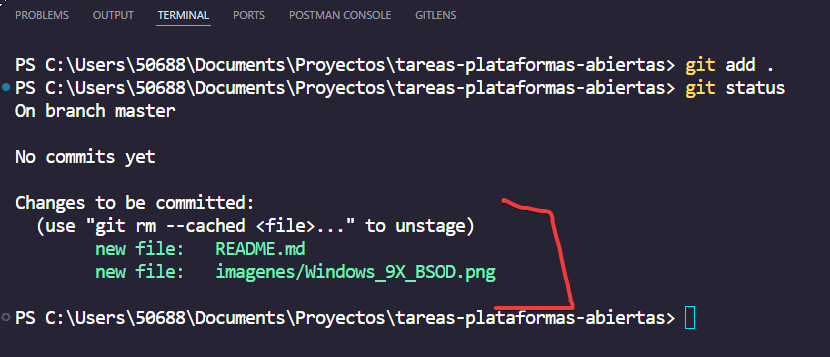 PROBLEMS OUTPUT TERMINAL PORTS POSTMAN CONSOLE GITLENS
PS C:\Users\50688\Documents\Proyectos\tareas-plataformas-abiertas> git add .
PS C:\Users\50688\Documents\Proyectos\tareas-plataformas-abiertas> git status
On branch master
No commits yet
Changes to be committed:
(use "git rm --cached <file>..." to unstage)
new file: README.md
new file: imagenes/Windows_9X_BSOD.png
PS C:\Users\50688\Documents\Proyectos\tareas-plataformas-abiertas>